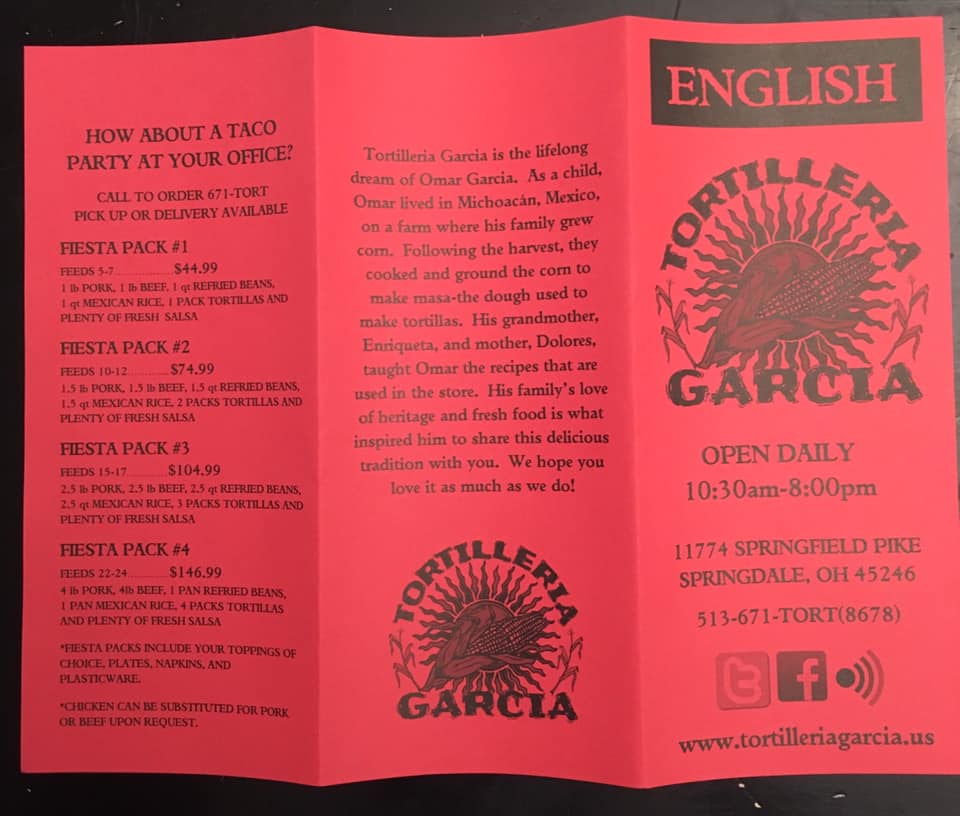 HOW ABOUT A TACO
PARTY AT YOUR OFFICE?
CALL TO ORDER 671-TORT
PICK UP OR DELIVERY AVAILABLE
FIESTA PACK #1
FEEDS 5-7..................$44.99
1 lb PORK, 1 lb BEEF, 1 qt REFRIED BEANS,
1 qt MEXICAN RICE, 1 PACK TORTILLAS AND
PLENTY OF FRESH SALSA
FIESTA PACK #2
FEEDS 10-12...............$74.99
1.5 lb PORK, 1.5 lb BEEF, 1.5 qt REFRIED BEANS,
1.5 qt MEXICAN RICE, 2 PACKS TORTILLAS AND
PLENTY OF FRESH SALSA
FIESTA PACK #3
FEEDS 15-17.............$104.99
2.5 lb PORK, 2.5 lb BEEF, 2.5 qt REFRIED BEANS,
2.5 qt MEXICAN RICE, 3 PACKS TORTILLAS AND
PLENTY OF FRESH SALSA
FIESTA PACK #4
FEEDS 22-24.............$146.99
4 lb PORK, 4lb BEEF, 1 PAN REFRIED BEANS,
1 PAN MEXICAN RICE, 4 PACKS TORTILLAS
AND PLENTY OF FRESH SALSA
*FIESTA PACKS INCLUDE YOUR TOPPINGS OF
CHOICE, PLATES, NAPKINS, AND
PLASTICWARE.
*CHICKEN CAN BE SUBSTITUTED FOR PORK
OR BEEF UPON REQUEST.
Tortilleria Garcia is the lifelong
dream of Omar Garcia. As a child,
Omar lived in Michoacán, Mexico,
on a farm where his family grew
corn. Following the harvest, they
cooked and ground the corn to
make masa-the dough used to
make tortillas. His grandmother,
Enriqueta, and mother, Dolores,
taught Omar the recipes that are
used in the store. His family's love
of heritage and fresh food is what
inspired him to share this delicious
tradition with you. We hope you
love it as much as we do!
TORTILLERIA
GARCIA
ENGLISH
TORTILLERIA
GARCIA
OPEN DAILY
10:30am-8:00pm
11774 SPRINGFIELD PIKE
SPRINGDALE, OH 45246
513-671-TORT(8678)
www.tortilleriagarcia.us